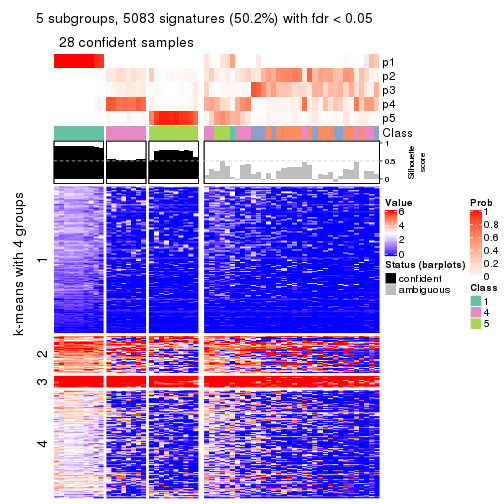 5 subgroups, 5083 signatures (50.2%) with fdr < 0.05
28 confident samples
p1
p2
p3
p4
p5
Class
1
0.5
0
Silhouette
score
k-means with 4 groups
1
2
3
4
Value
6
4
2
0
Status (barplots)
confident
ambiguous
Prob
1
0.8
0.6
0.4
0.2
0
Class
1
4
5